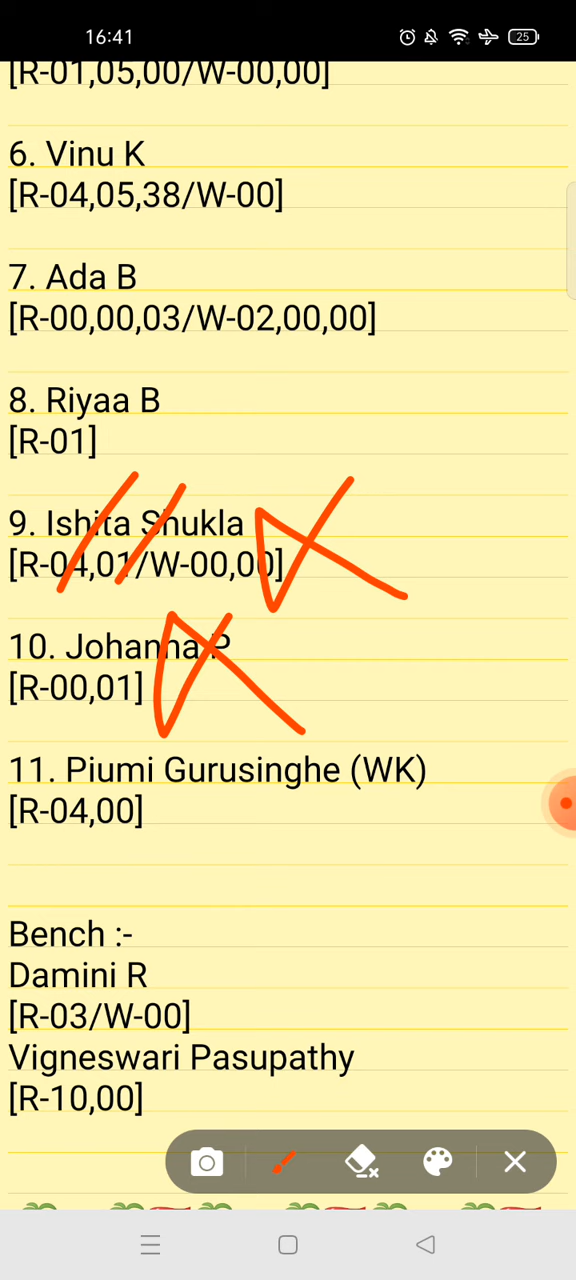 16:41
25
[R-01,05,00/W-00,00]
6. Vinu K
[R-04,05,38/W-00]
7. Ada B
[R-00,00,03/W-02,00,00]
8. Riyaa B
[R-01]
9. Ishita Shukla
[R-04,01/W-00,00]
10. Johanna P
[R-00,01]
11. Piumi Gurusinghe (WK)
[R-04,00]
Bench :-
Damini R
[R-03/W-00]
Vigneswari Pasupathy
[R-10,00]